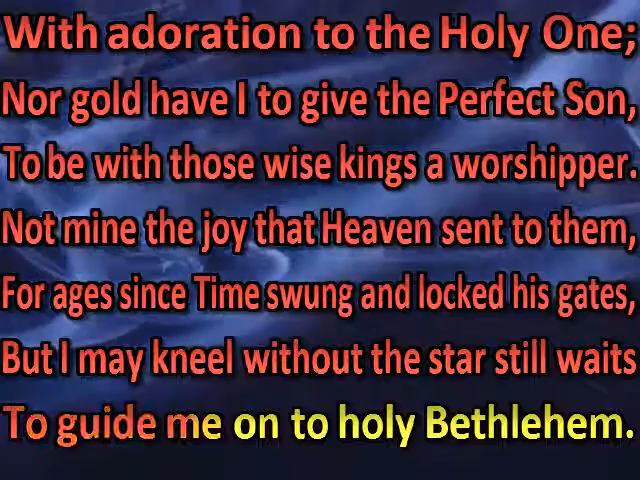 With adoration to the Holy One;
Nor gold have I to give the Perfect Son,
To be with those wise kings a worshipper.
Not mine the joy that Heaven sent to them,
For ages since Time swung and locked his gates,
But I may kneel without the star still waits
To guide me on to holy Bethlehem.